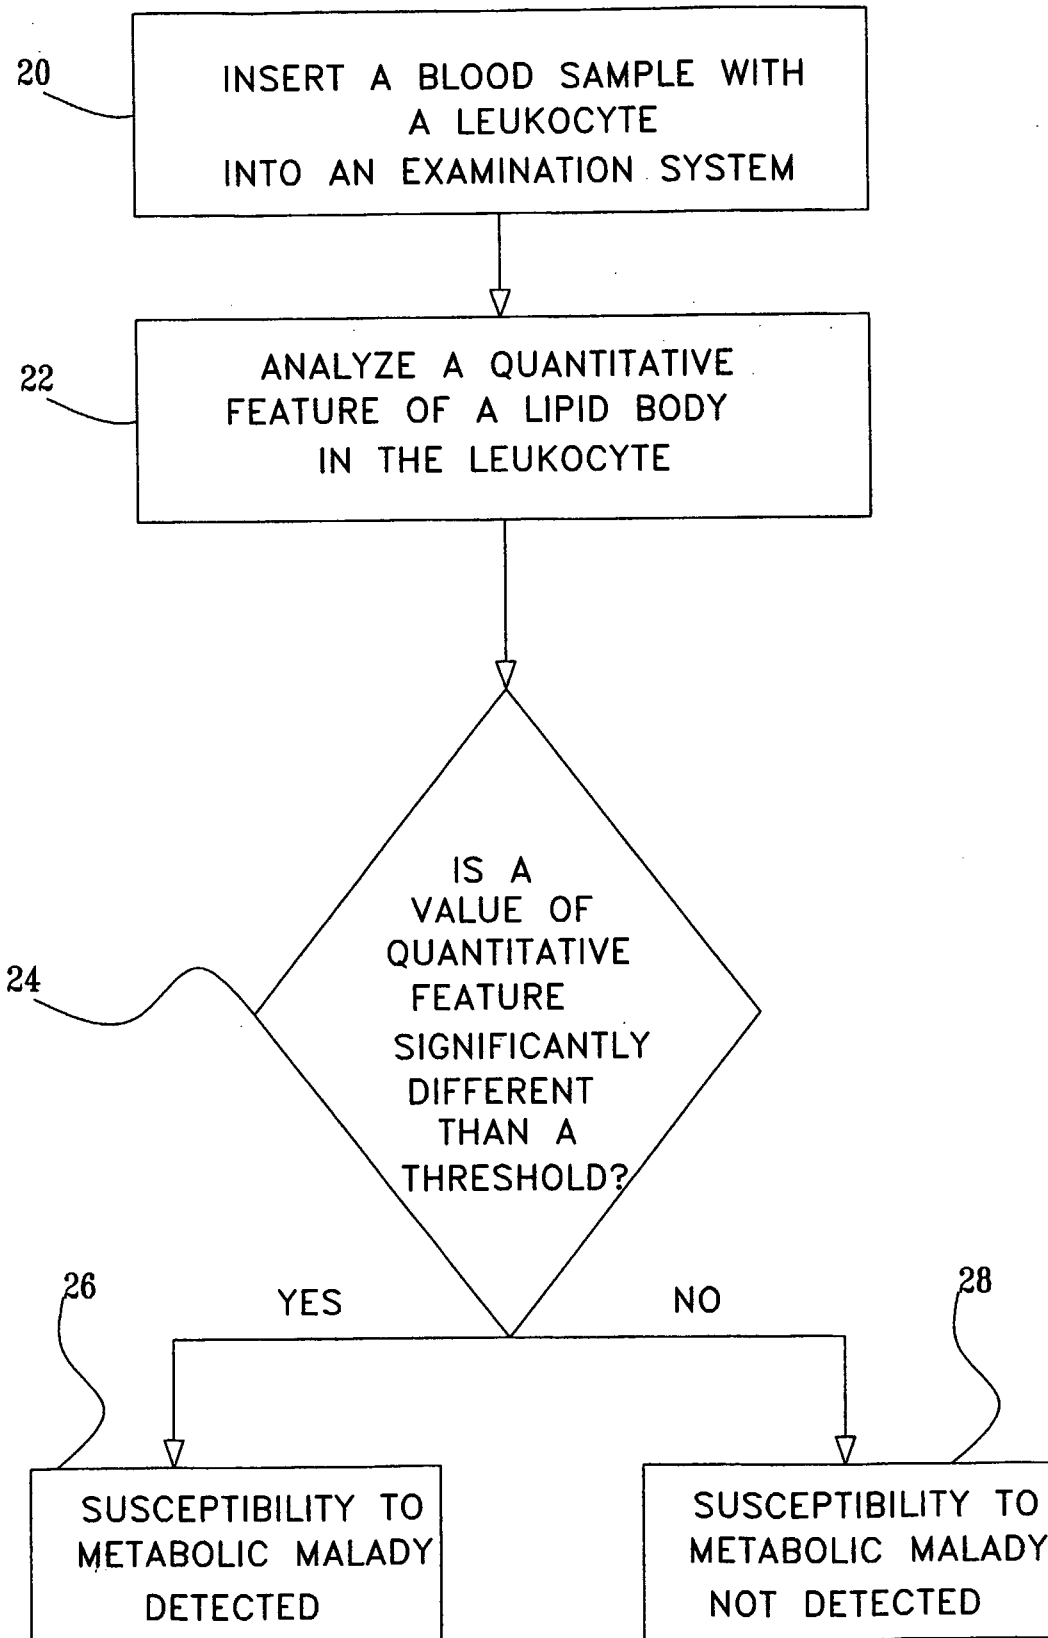 20
INSERT A BLOOD SAMPLE WITH
A LEUKOCYTE
INTO AN EXAMINATION SYSTEM
22
ANALYZE A QUANTITATIVE
FEATURE OF A LIPID BODY
IN THE LEUKOCYTE
24
IS A
VALUE OF
QUANTITATIVE
FEATURE
SIGNIFICANTLY
DIFFERENT
THAN A
THRESHOLD?
YES
NO
26
SUSCEPTIBILITY TO
METABOLIC MALADY
DETECTED
28
SUSCEPTIBILITY TO
METABOLIC MALADY
NOT DETECTED